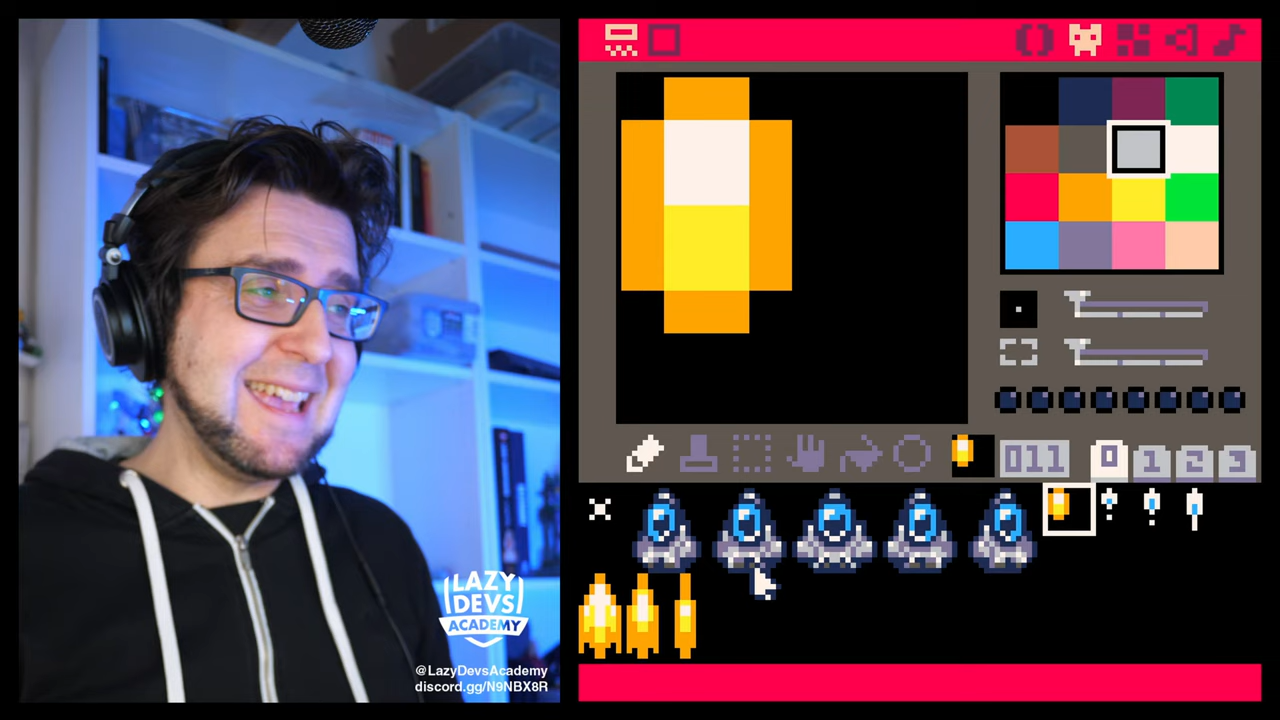 LAZY
DEVS
ACADEMY
@LazyDevsAcademy
discord.gg/N9NBX8R
011
0
1
2
3